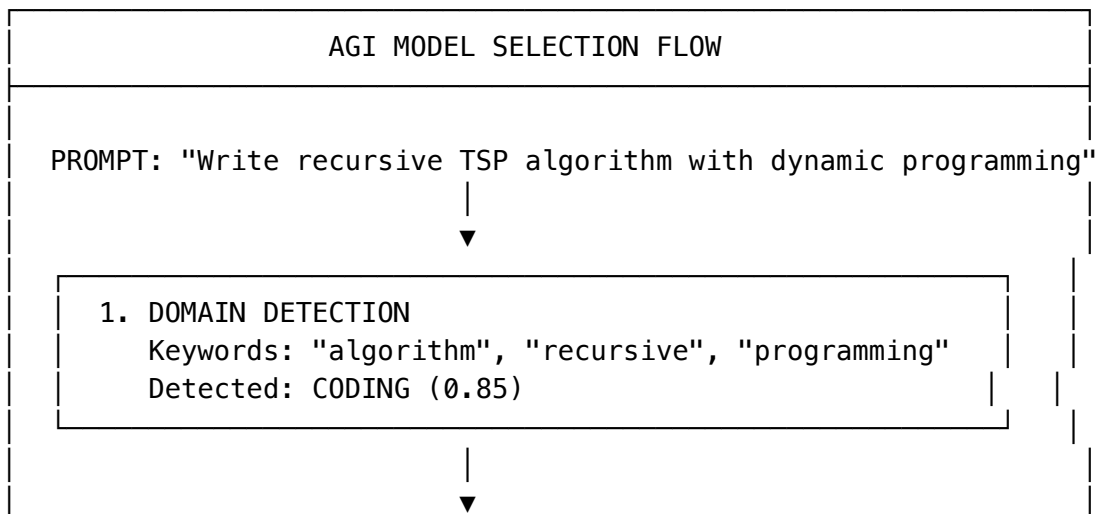 AGI MODEL SELECTION FLOW
PROMPT: "Write recursive TSP algorithm with dynamic programming"
1. DOMAIN DETECTION
Keywords: "algorithm", "recursive", "programming"
Detected: CODING (0.85)